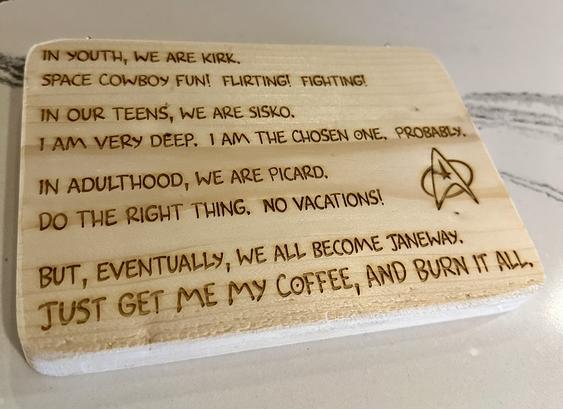 IN YOUTH, WE ARE KIRK.
SPACE COWBOY FUN! FLIRTING! FIGHTING!
IN OUR TEENS, WE ARE SISKO.
I AM VERY DEEP. I AM THE CHOSEN ONE. PROBABLY.
IN ADULTHOOD, WE ARE PICARD.
DO THE RIGHT THING. NO VACATIONS!
BUT, EVENTUALLY, WE ALL BECOME JANEWAY.
JUST GET ME MY COFFEE, AND BURN IT ALL.